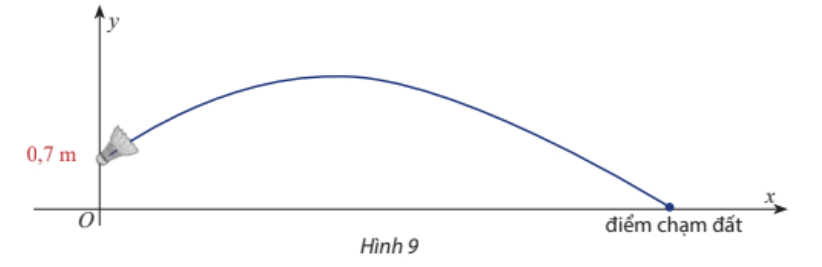 y
0,7 m
O
x
điểm chạm đất
Hình 9